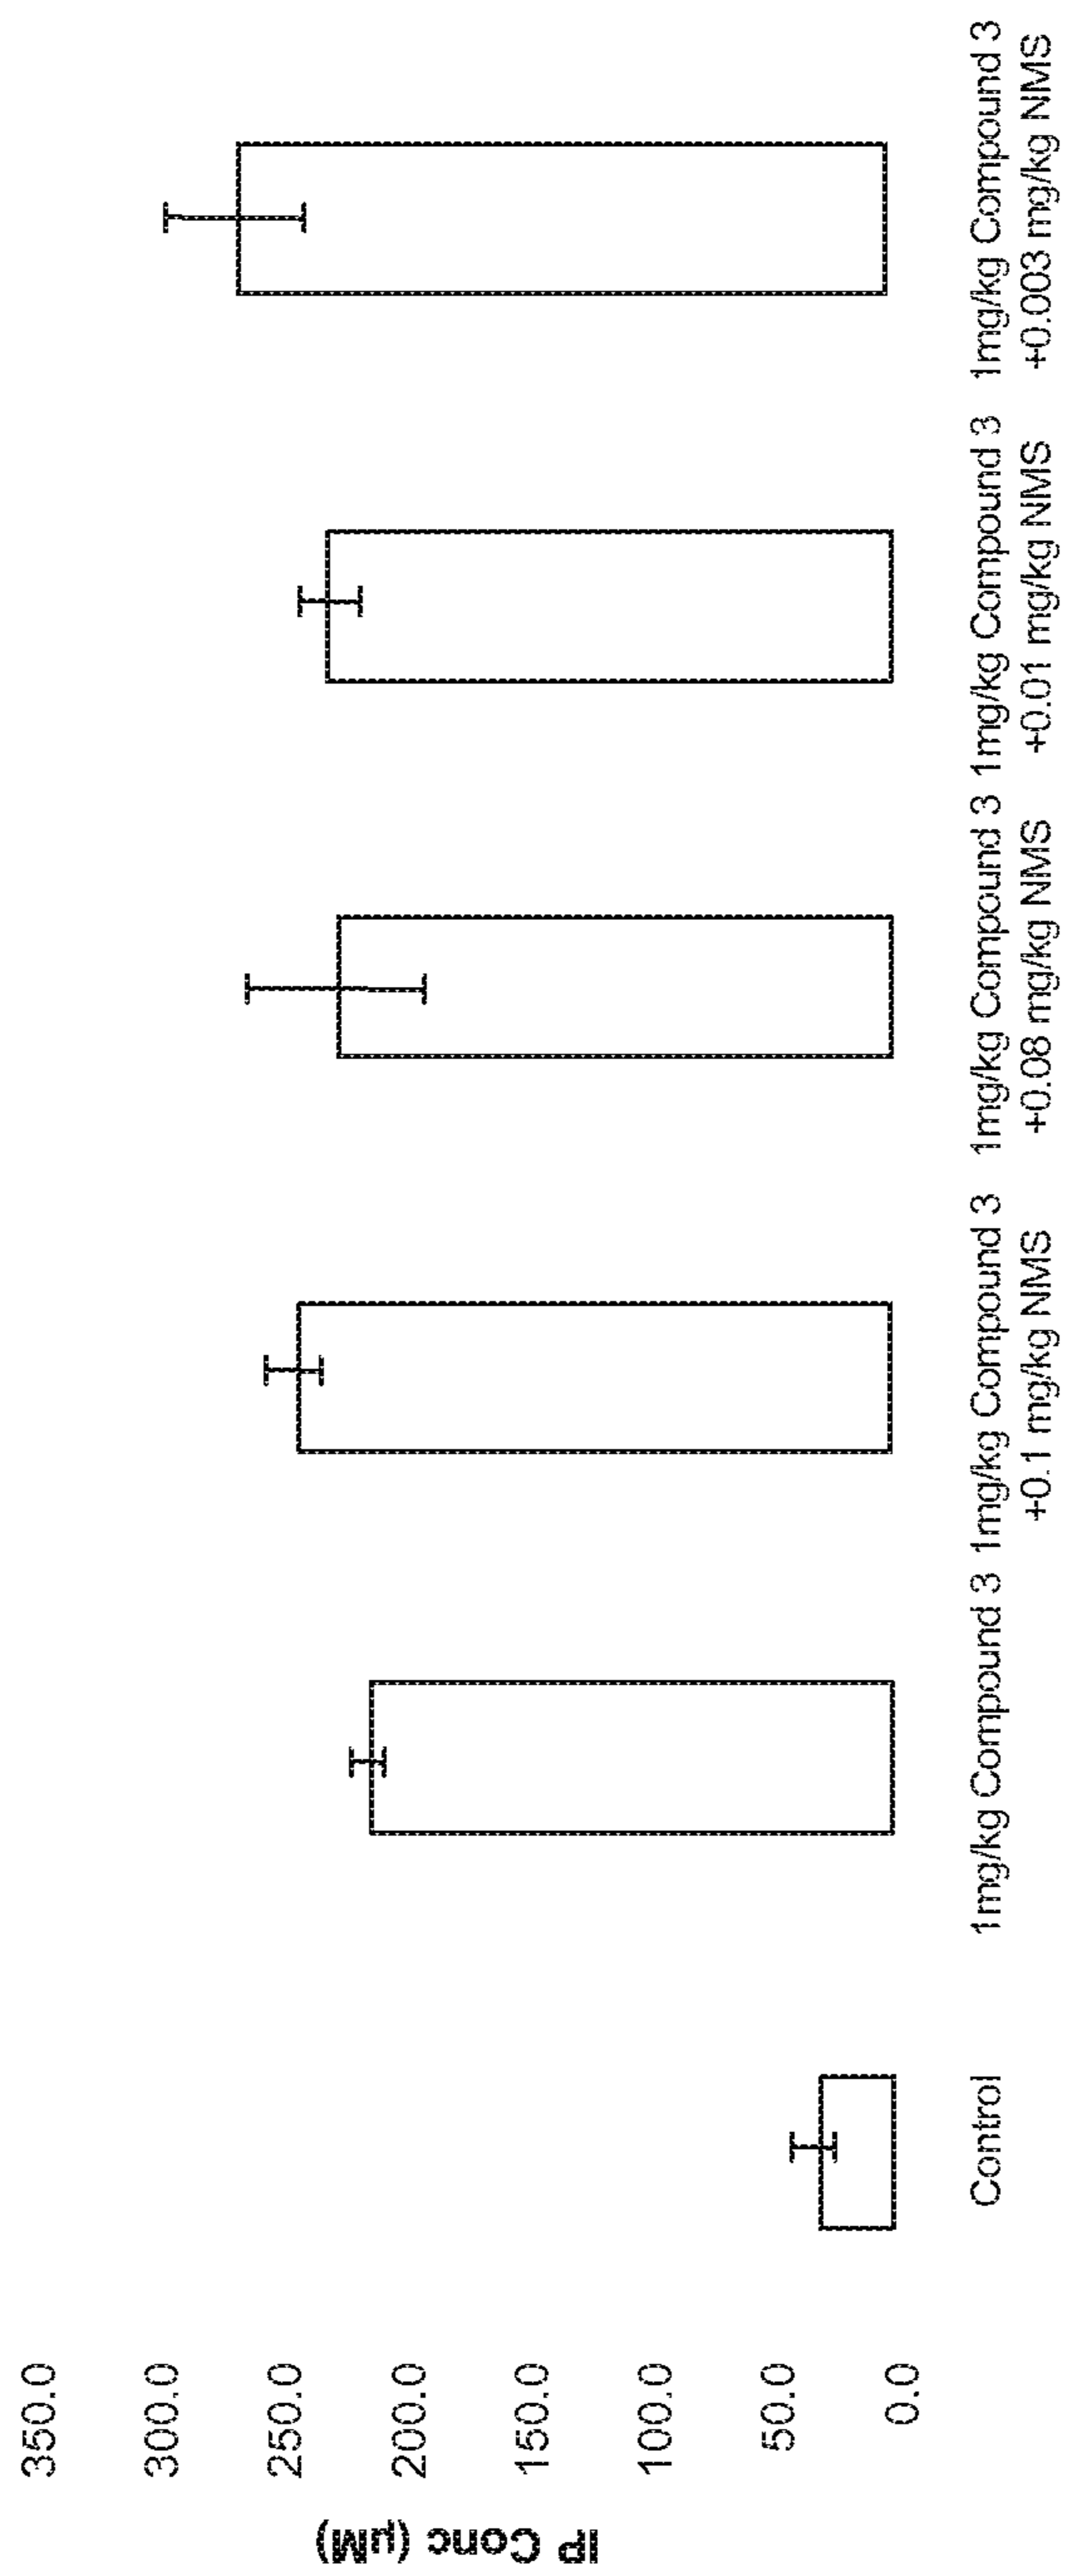 IP Conc (µM)
350.0
300.0
250.0
200.0
150.0
100.0
50.0
0.0
Control
1mg/kg Compound 3
1mg/kg Compound 3
+0.1 mg/kg NMS
1mg/kg Compound 3
+0.08 mg/kg NMS
1mg/kg Compound 3
+0.01 mg/kg NMS
1mg/kg Compound 3
+0.003 mg/kg NMS